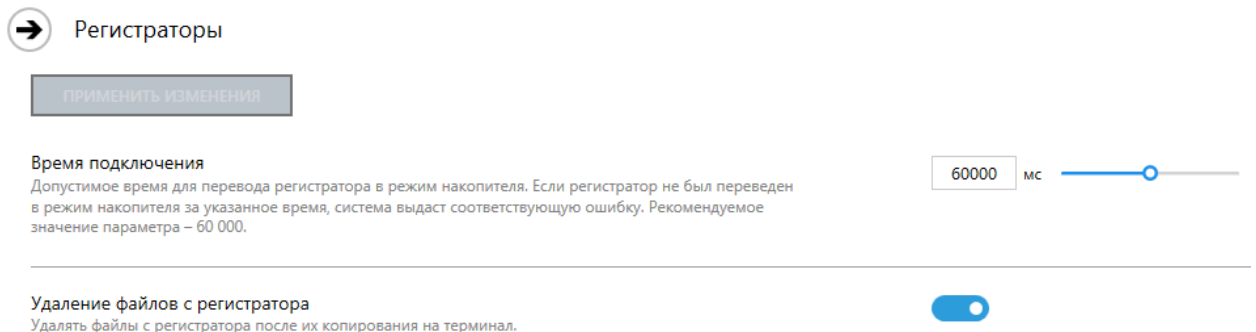 Регистраторы
ПРИМЕНИТЬ ИЗМЕНЕНИЯ
Время подключения
60000 мс
Допустимое время для перевода регистратора в режим накопителя. Если регистратор не был переведен
в режим накопителя за указанное время, система выдаст соответствующую ошибку. Рекомендуемое
значение параметра – 60 000.
Удаление файлов с регистратора
Удалять файлы с регистратора после их копирования на терминал.